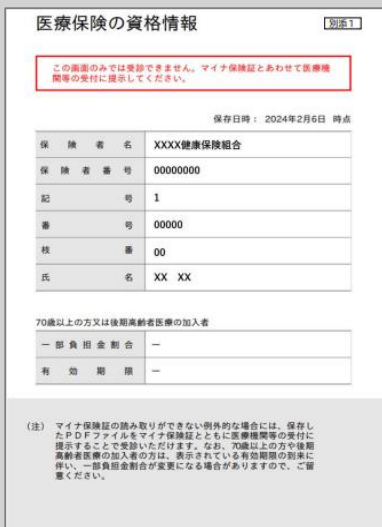 医療保険の資格情報
別添1
この画面のみでは受診できません。マイナ保険証とあわせて医療機
関等の受付に提示してください。
保存日時： 2024年2月6日 時点
保険者名 XXXX健康保険組合
保険者番号 00000000
記号 1
番号 00000
枝番 00
氏名 XX XX
70歳以上の方又は後期高齢者医療の加入者
一部負担金割合 －
有効期限 －
(注) マイナ保険証の読み取りができない例外的な場合には、保存し
たPDFファイルをマイナ保険証とともに医療機関等の受付に
提示することで受診いただけます。なお、70歳以上の方や後期
高齢者医療の加入者の方は、表示されている有効期限の到来に
伴い、一部負担金割合が変更になる場合がありますので、ご留
意ください。